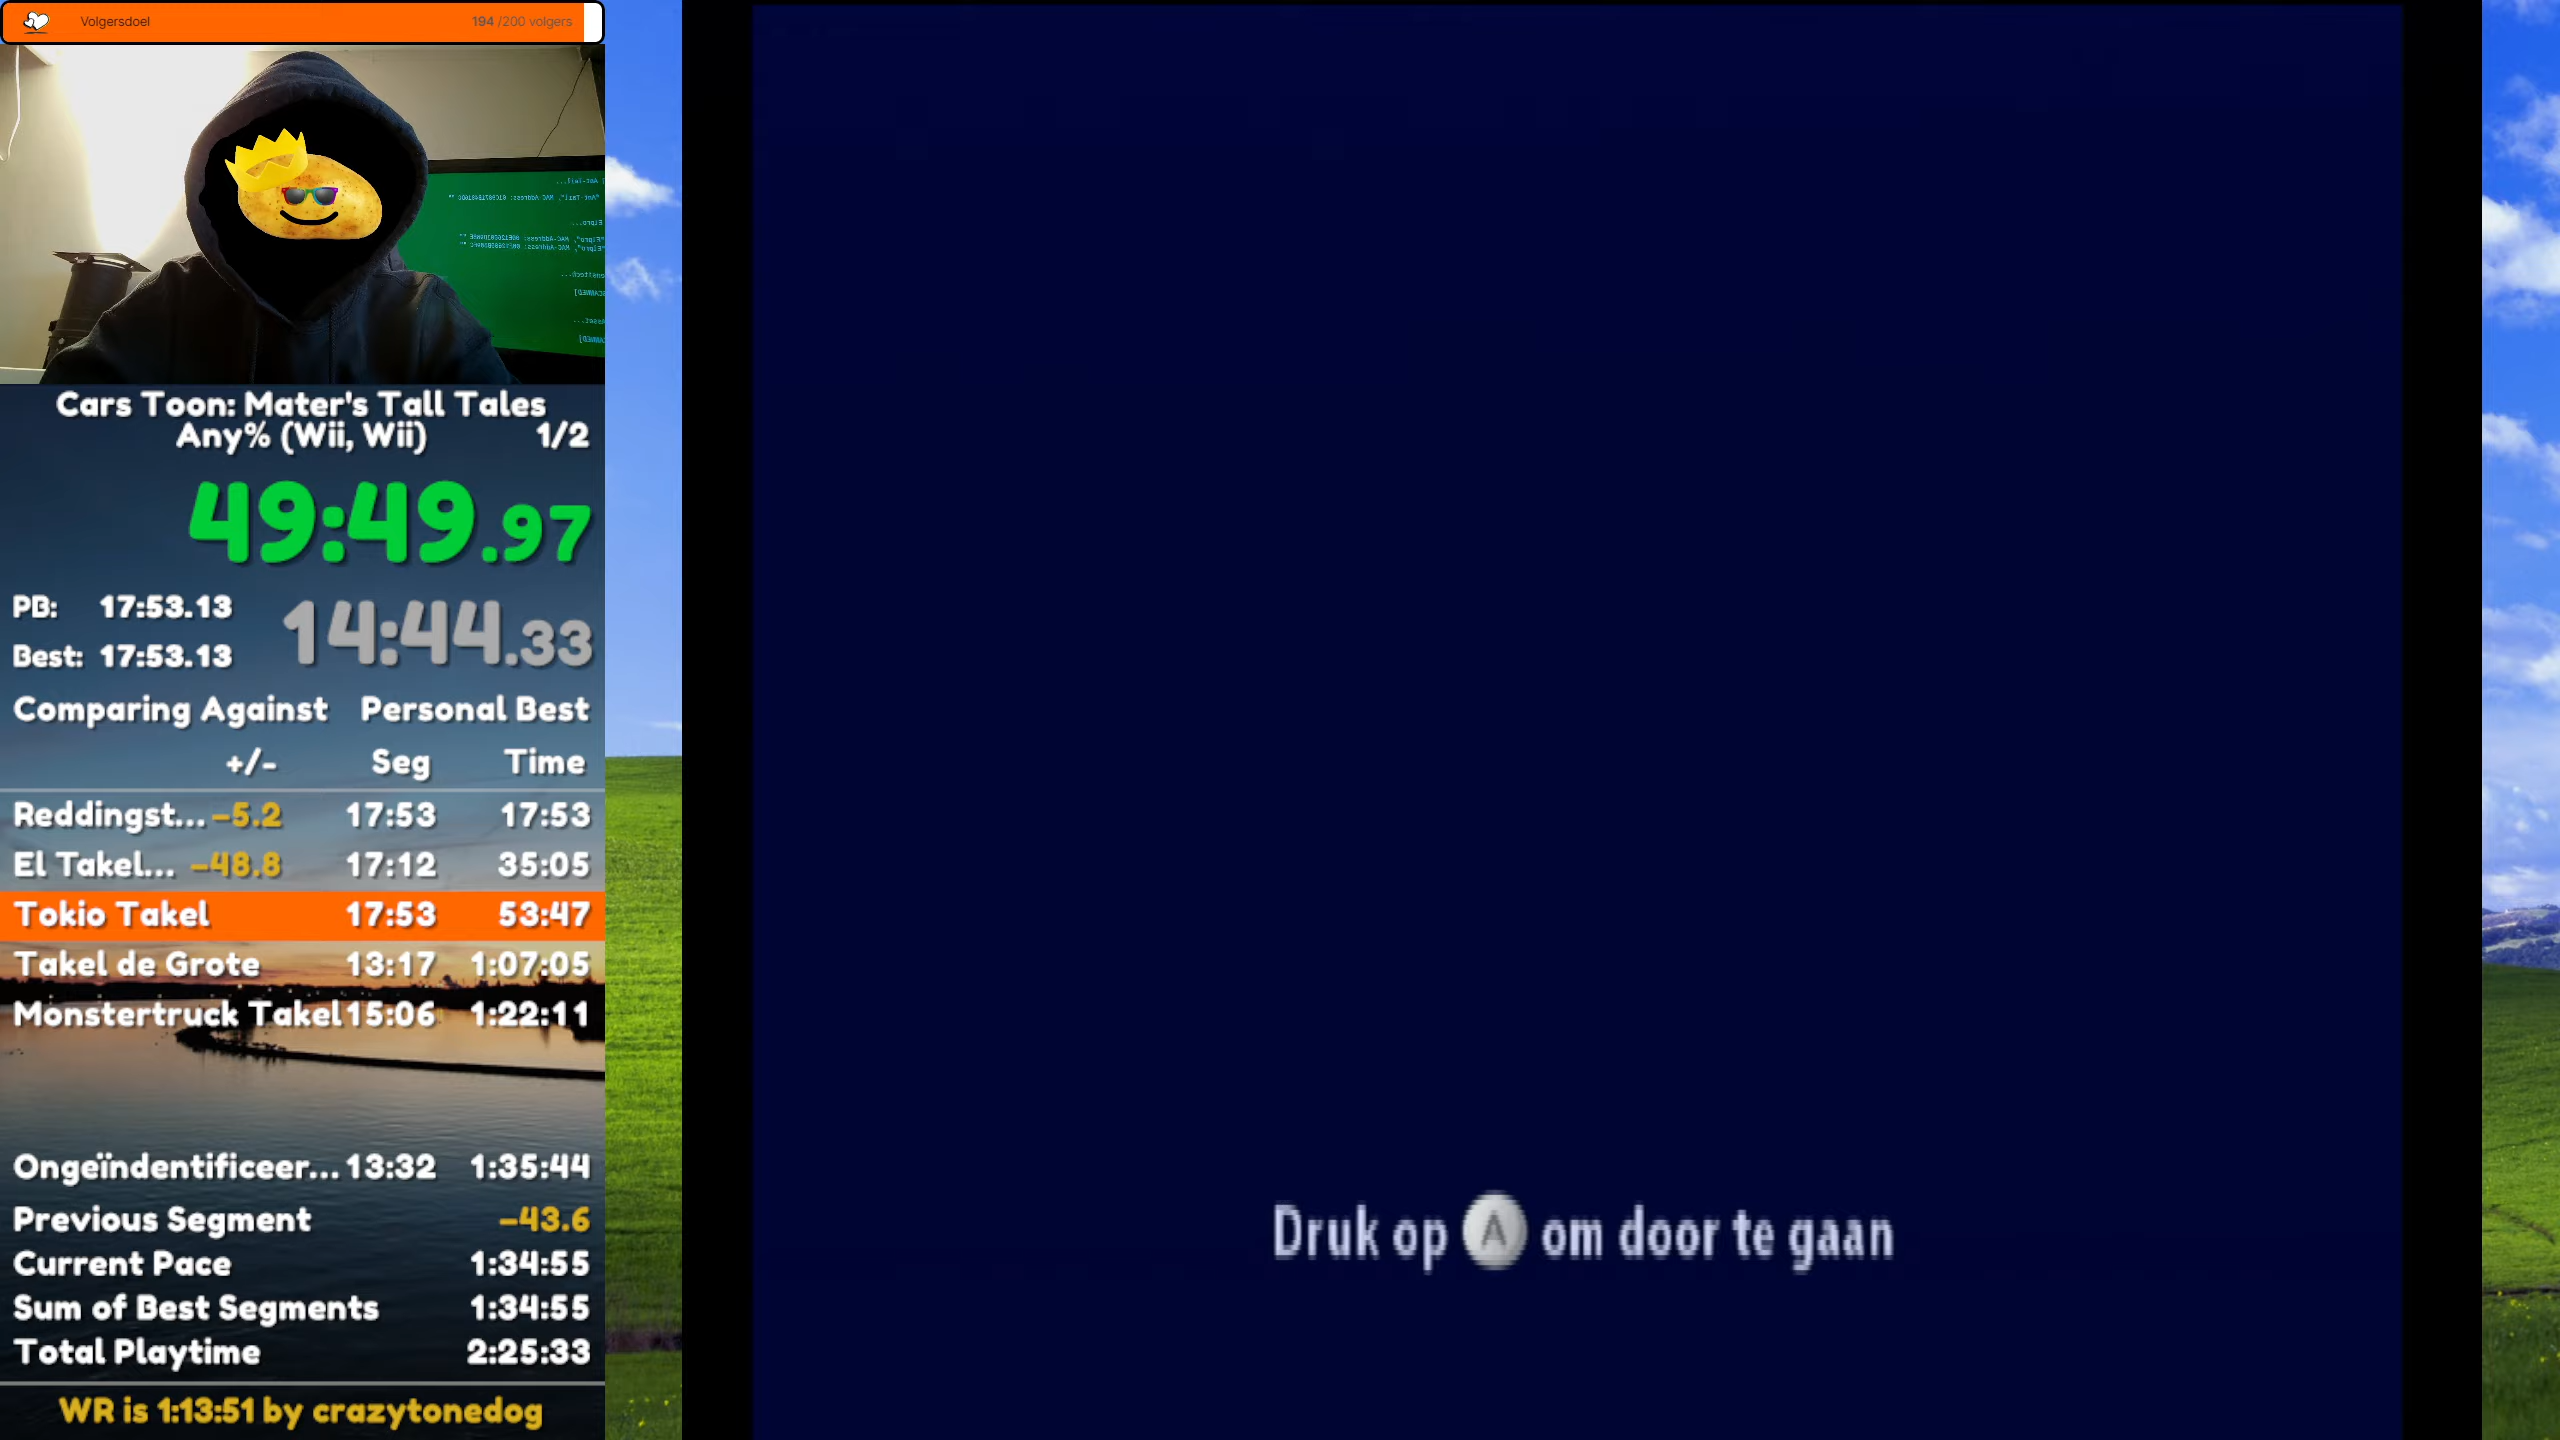 Volgersdoel 194 /200 volgers
Cars Toon: Mater's Tall Tales
Any% (Wii, Wii) 1/2
49:49.97
PB: 17:53.13 14:44.33
Best: 17:53.13
Comparing Against Personal Best
+/- Seg Time
Reddingst... -5.2 17:53 17:53
El Takel... -48.8 17:12 35:05
Tokio Takel 17:53 53:47
Takel de Grote 13:17 1:07:05
Monstertruck Takel 15:06 1:22:11
Ongeïndentificeer... 13:32 1:35:44
Previous Segment -43.6
Current Pace 1:34:55
Sum of Best Segments 1:34:55
Total Playtime 2:25:33
WR is 1:13:51 by crazytonedog
Druk op A om door te gaan